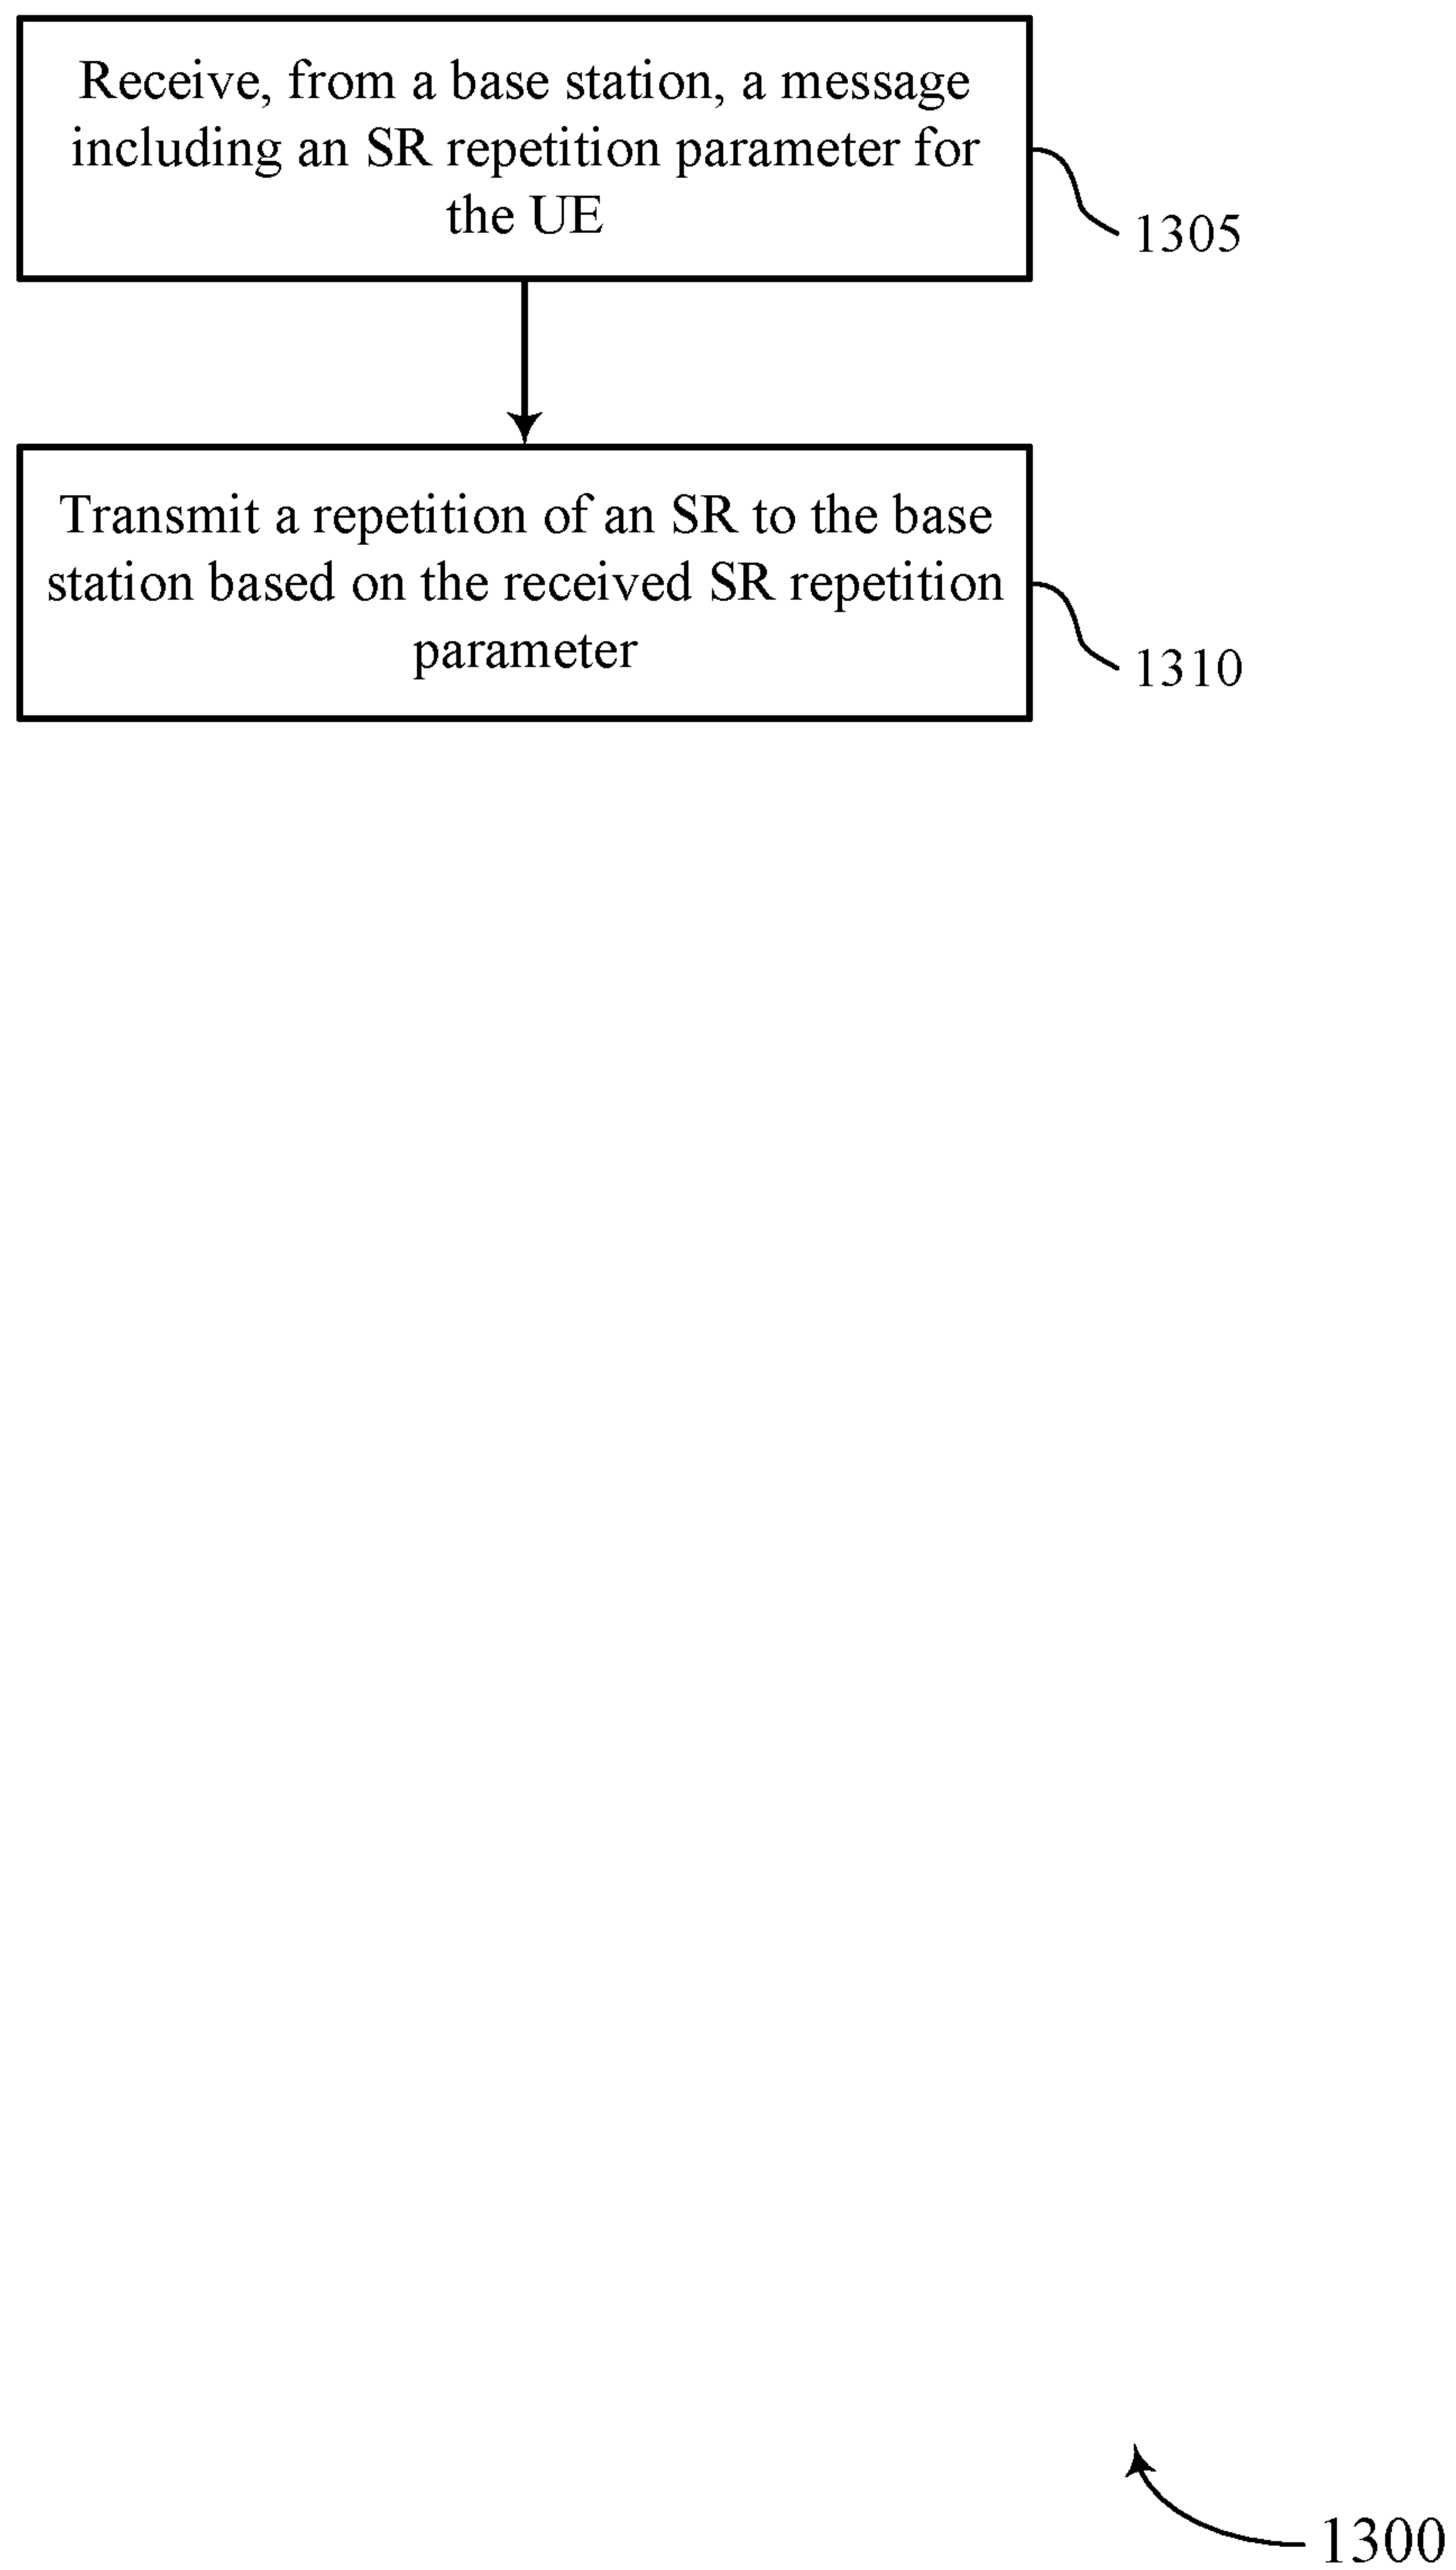 Receive, from a base station, a message
including an SR repetition parameter for
the UE
1305
Transmit a repetition of an SR to the base
station based on the received SR repetition
parameter
1310
1300